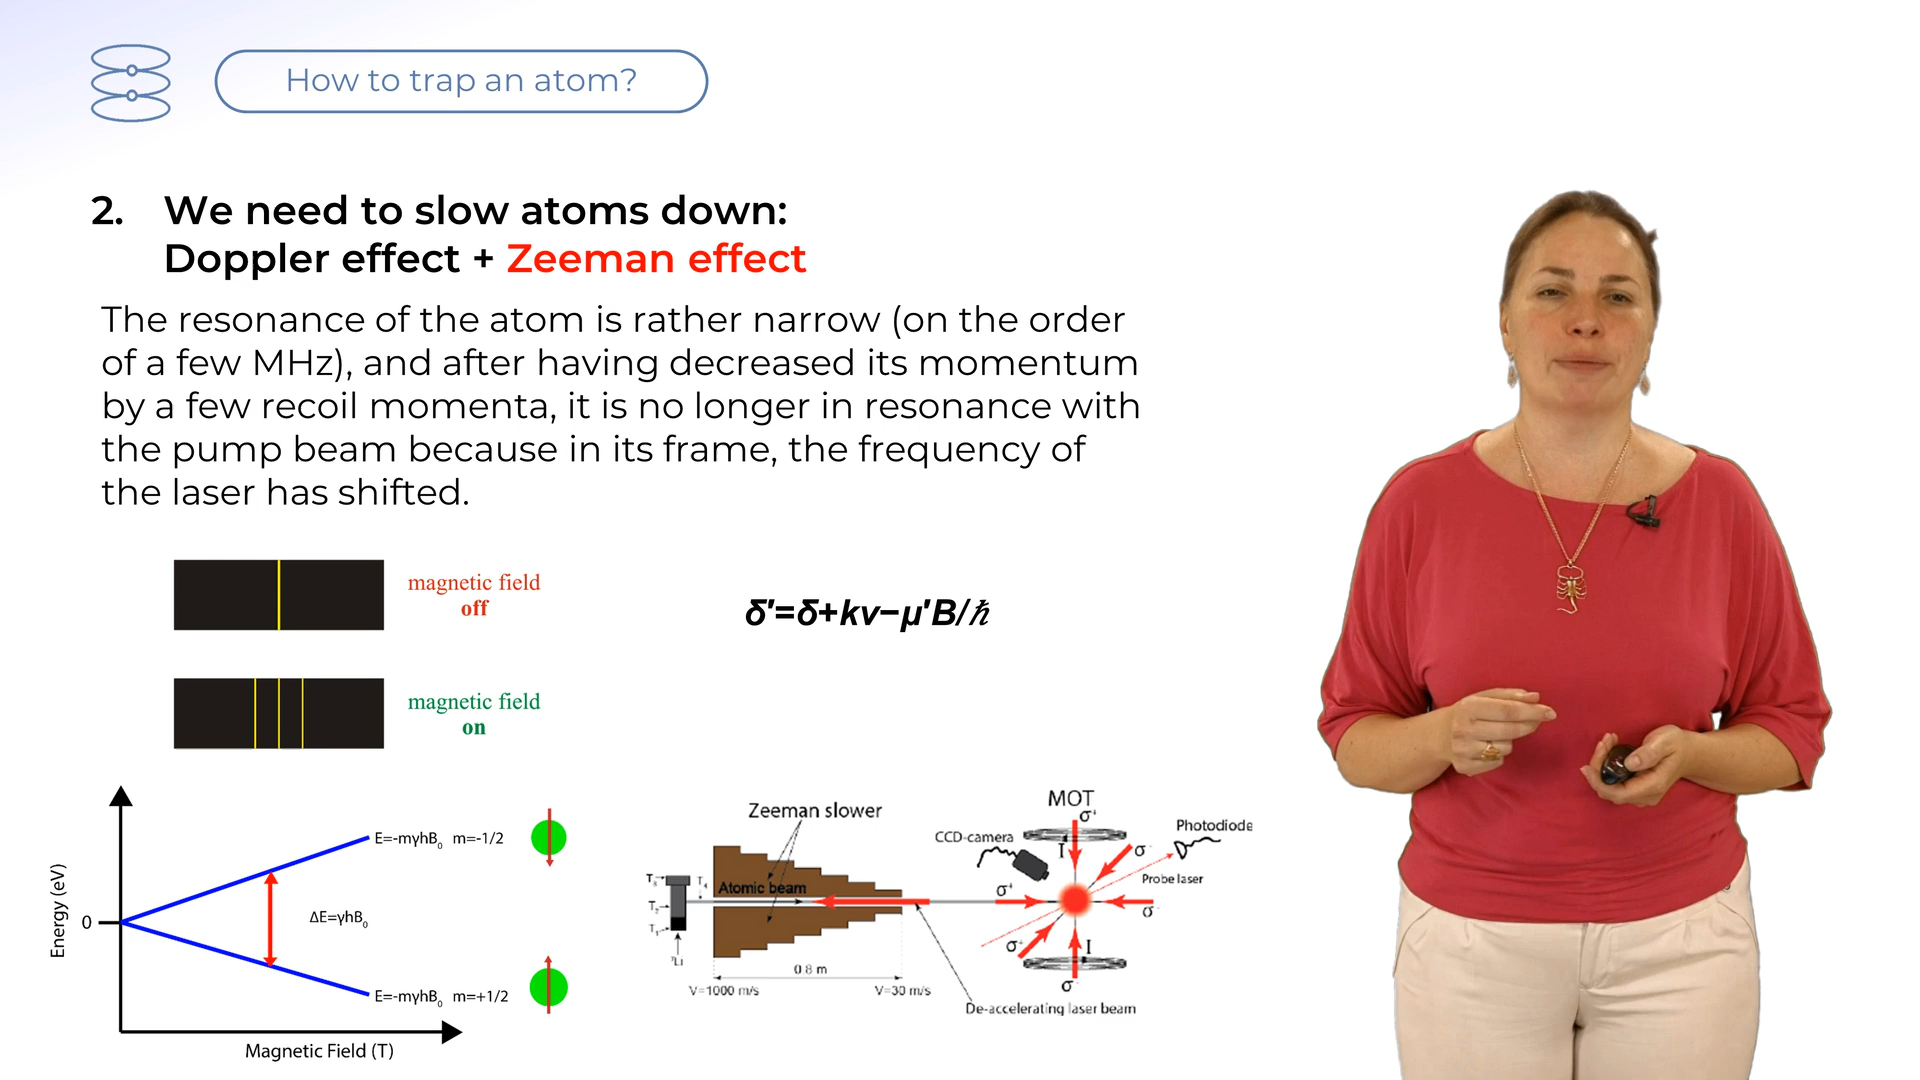 How to trap an atom?
2. We need to slow atoms down:
Doppler effect + Zeeman effect
The resonance of the atom is rather narrow (on the order
of a few MHz), and after having decreased its momentum
by a few recoil momenta, it is no longer in resonance with
the pump beam because in its frame, the frequency of
the laser has shifted.
magnetic field
off
δ'=δ+kv−μ'B/ℏ
magnetic field
on
Energy (eV)
0
E=-mγhB₀ m=-1/2
ΔE=γhB₀
E=-mγhB₀ m=+1/2
Magnetic Field (T)
Zeeman slower
Atomic beam
0.8 m
V=1000 m/s
V=30 m/s
De-accelerating laser beam
MOT
CCD-camera
Photodiode
Probe laser
σ⁺
I
σ⁻
σ⁺
σ⁻
σ⁺
I
σ⁻